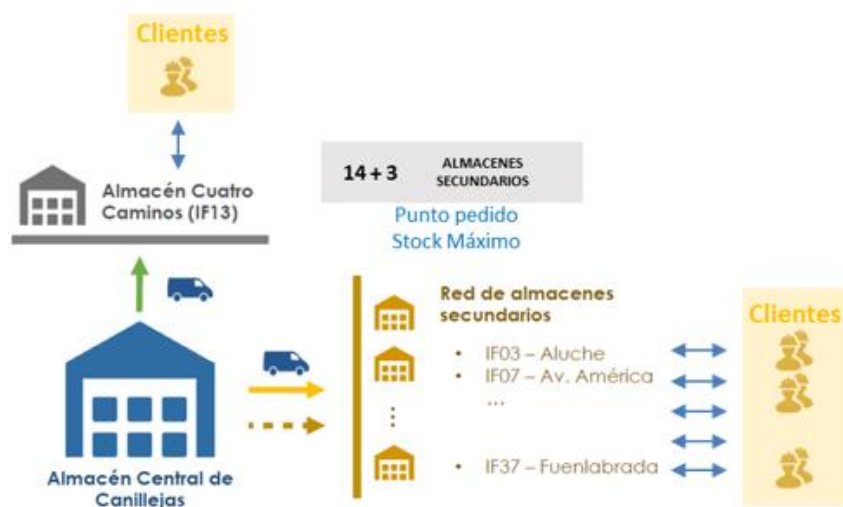 Clientes
Almacén Cuatro
Caminos (IF13)
14 + 3
ALMACENES
SECUNDARIOS
Punto pedido
Stock Máximo
Red de almacenes
secundarios
• IF03 – Aluche
• IF07 – Av. América
...
• IF37 – Fuenlabrada
Clientes
Almacén Central de
Canillejas